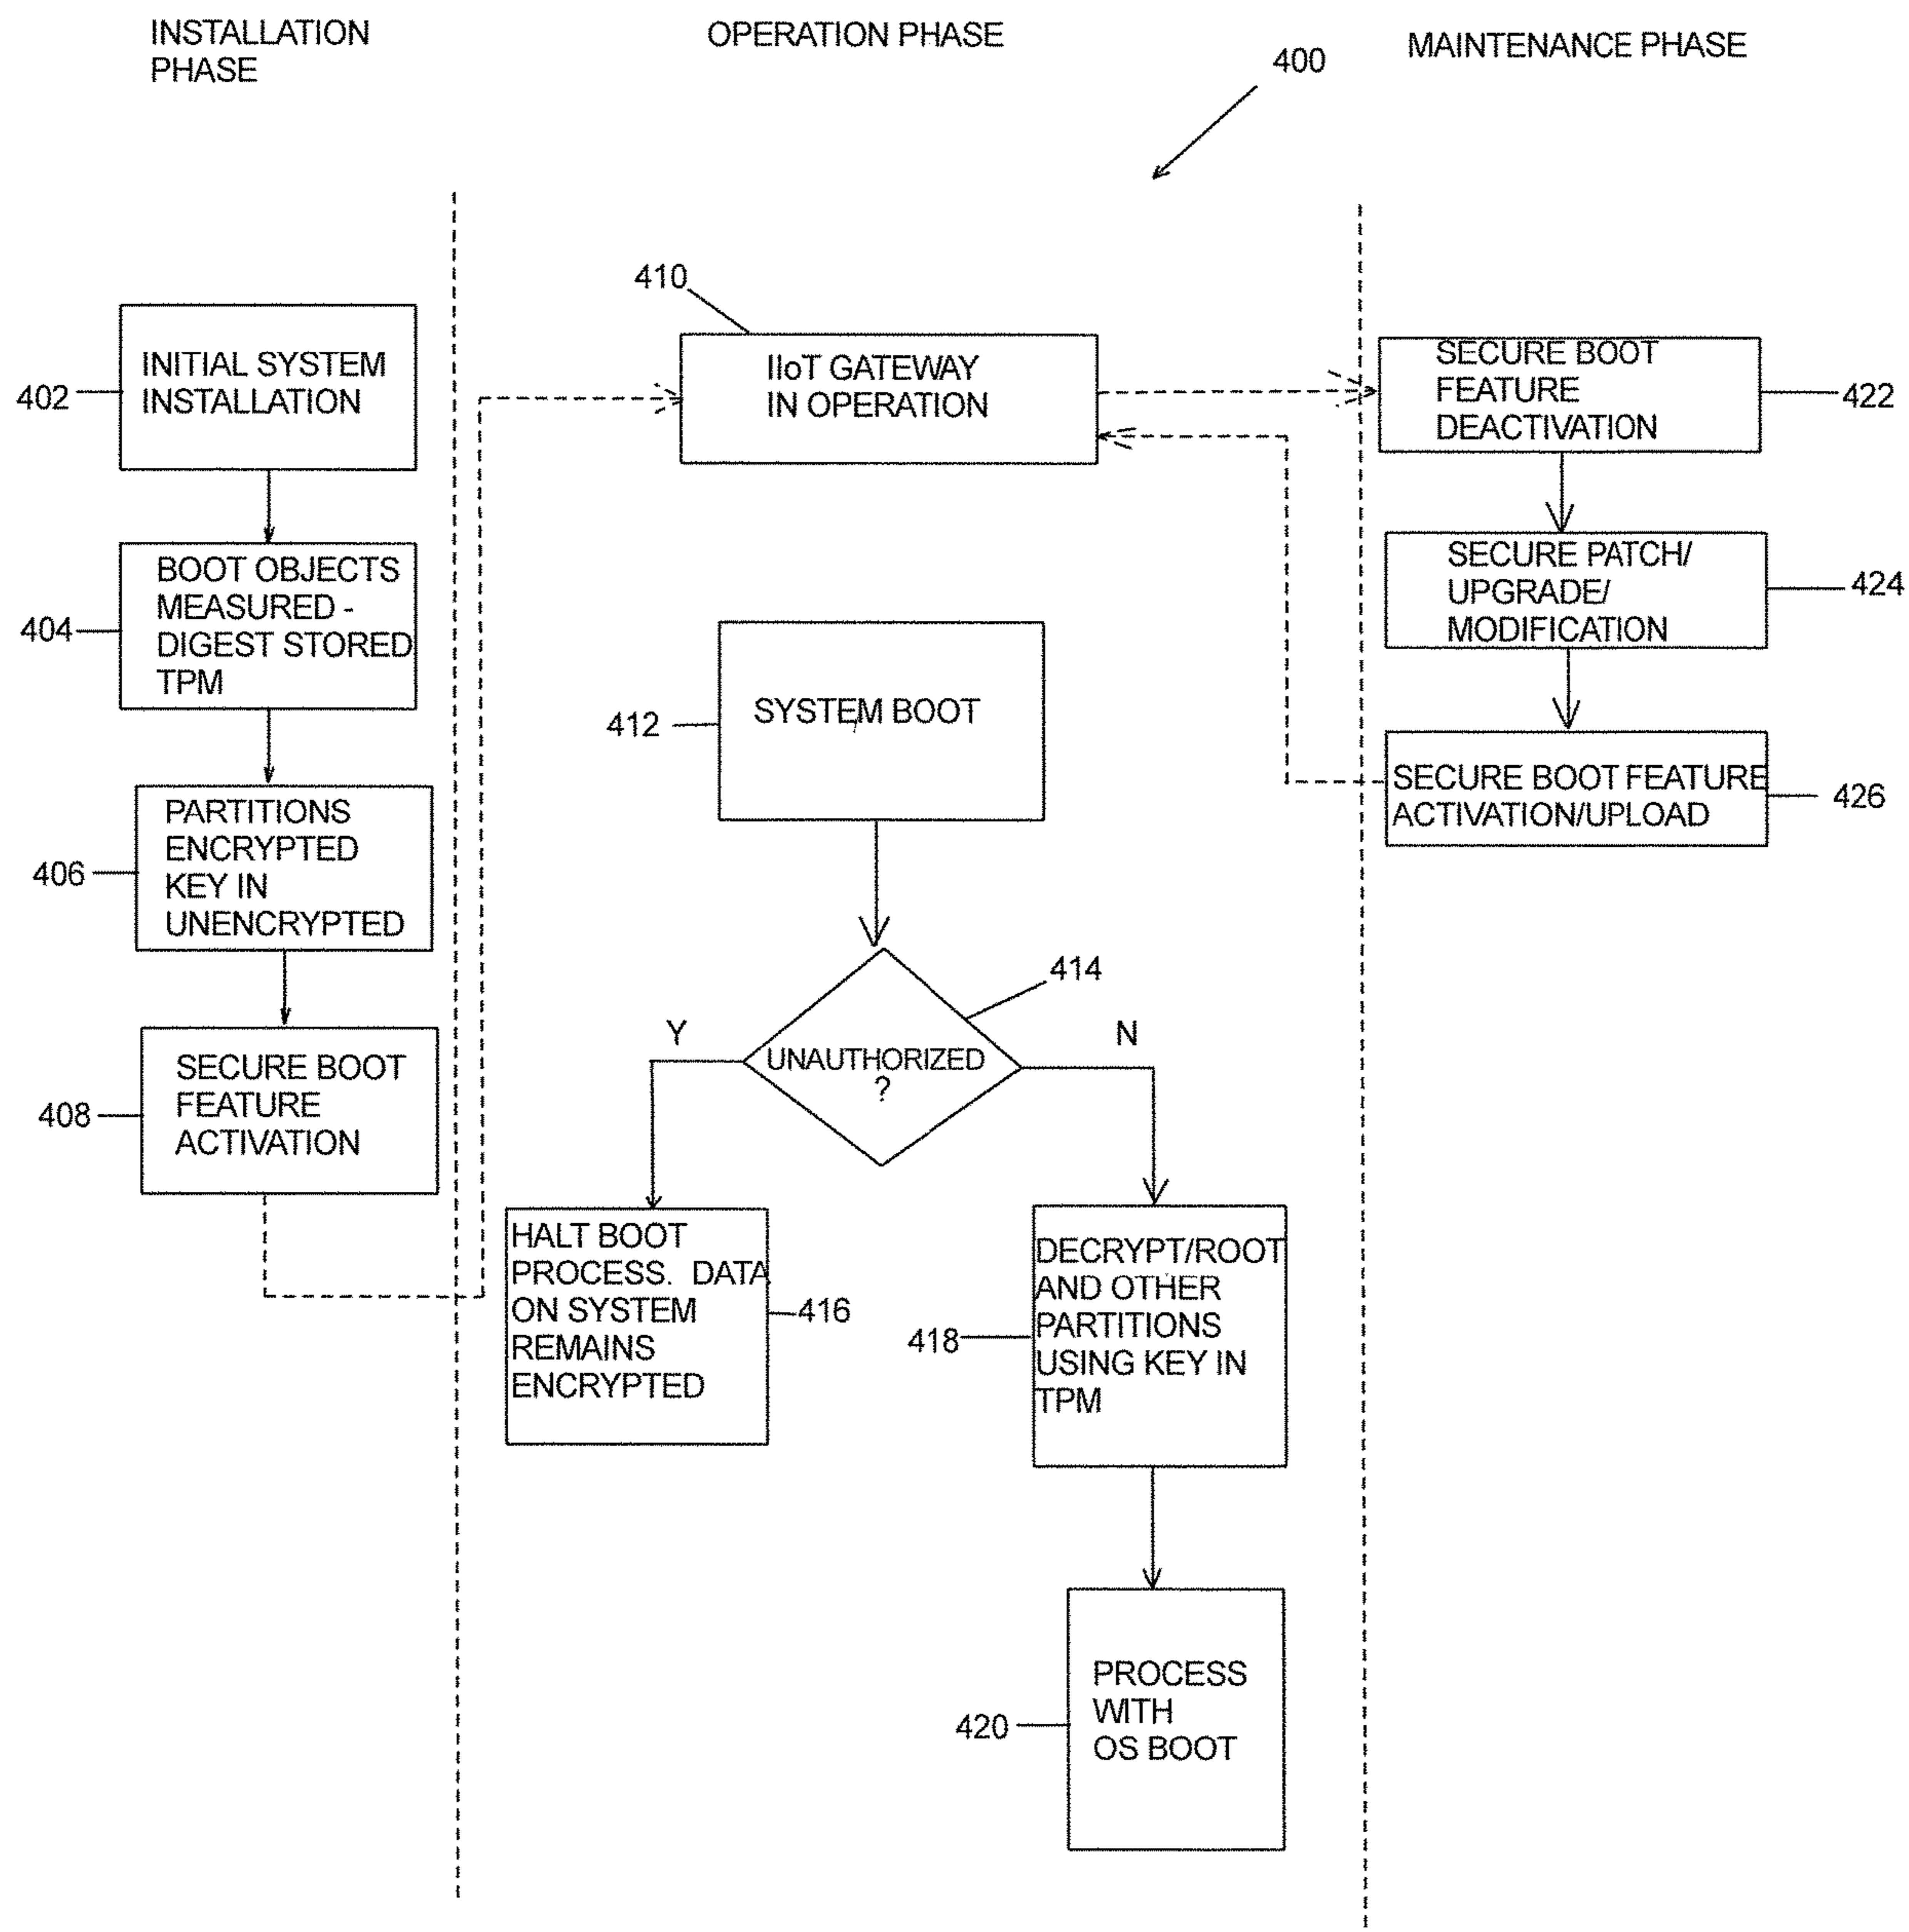 INSTALLATION
PHASE
OPERATION PHASE
MAINTENANCE PHASE
400
402
INITIAL SYSTEM
INSTALLATION
404
BOOT OBJECTS
MEASURED -
DIGEST STORED
TPM
406
PARTITIONS
ENCRYPTED
KEY IN
UNENCRYPTED
408
SECURE BOOT
FEATURE
ACTIVATION
410
IIoT GATEWAY
IN OPERATION
412
SYSTEM BOOT
414
UNAUTHORIZED
?
Y
N
HALT BOOT
PROCESS. DATA
ON SYSTEM
REMAINS
ENCRYPTED
416
418
DECRYPT/ROOT
AND OTHER
PARTITIONS
USING KEY IN
TPM
420
PROCESS
WITH
OS BOOT
SECURE BOOT
FEATURE
DEACTIVATION
422
SECURE PATCH/
UPGRADE/
MODIFICATION
424
SECURE BOOT FEATURE
ACTIVATION/UPLOAD
426